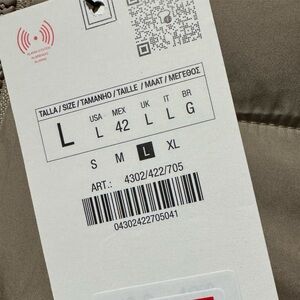 TALLA / SIZE / TAMANHO / TAILLE / MAAT / ΜΕΓΕΘΟΣ
L
USA MEX UK IT BR
L 42 L L G
S M L XL
ART.: 4302/422/705
04302422705041